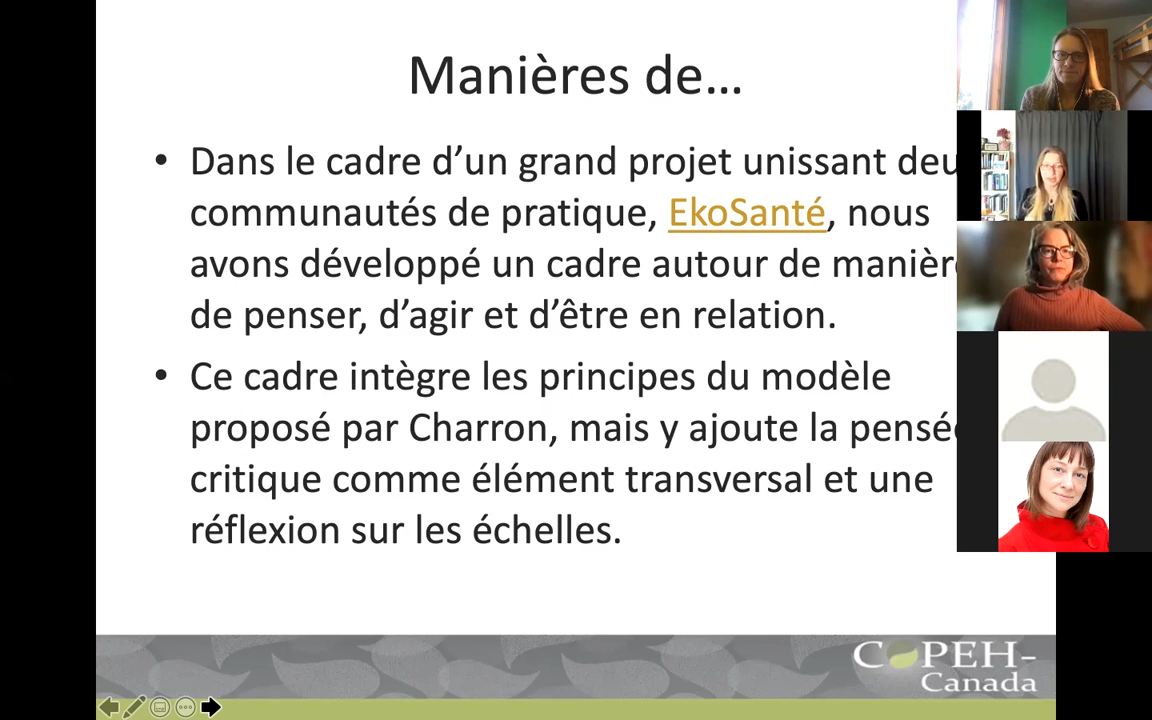 Manières de…
• Dans le cadre d’un grand projet unissant deu
communautés de pratique, EkoSanté, nous
avons développé un cadre autour de manièr
de penser, d’agir et d’être en relation.
• Ce cadre intègre les principes du modèle
proposé par Charron, mais y ajoute la pensé
critique comme élément transversal et une
réflexion sur les échelles.
COPEH-
Canada